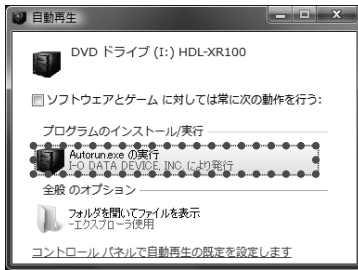 自動再生
DVD ドライブ (I:) HDL-XR100
ソフトウェアとゲーム に対しては常に次の動作を行う:
プログラムのインストール/実行
Autorun.exe の実行
I-O DATA DEVICE, INC. により発行
全般 のオプション
フォルダを開いてファイルを表示
-エクスプローラ使用
コントロール パネルで自動再生の既定を設定します